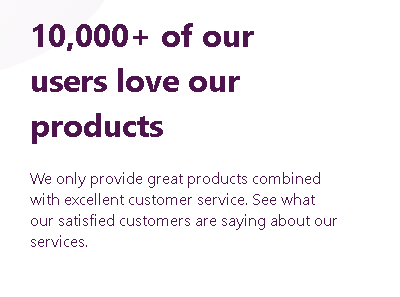 10,000+ of our
users love our
products
We only provide great products combined
with excellent customer service. See what
our satisfied customers are saying about our
services.